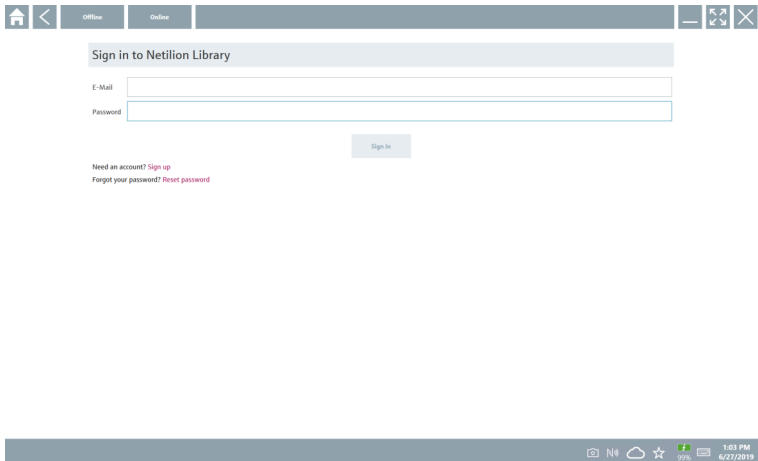 Offline Online
Sign in to Netilion Library
E-Mail
Password
Sign In
Need an account? Sign up
Forgot your password? Reset password
99%
1:03 PM
6/27/2019